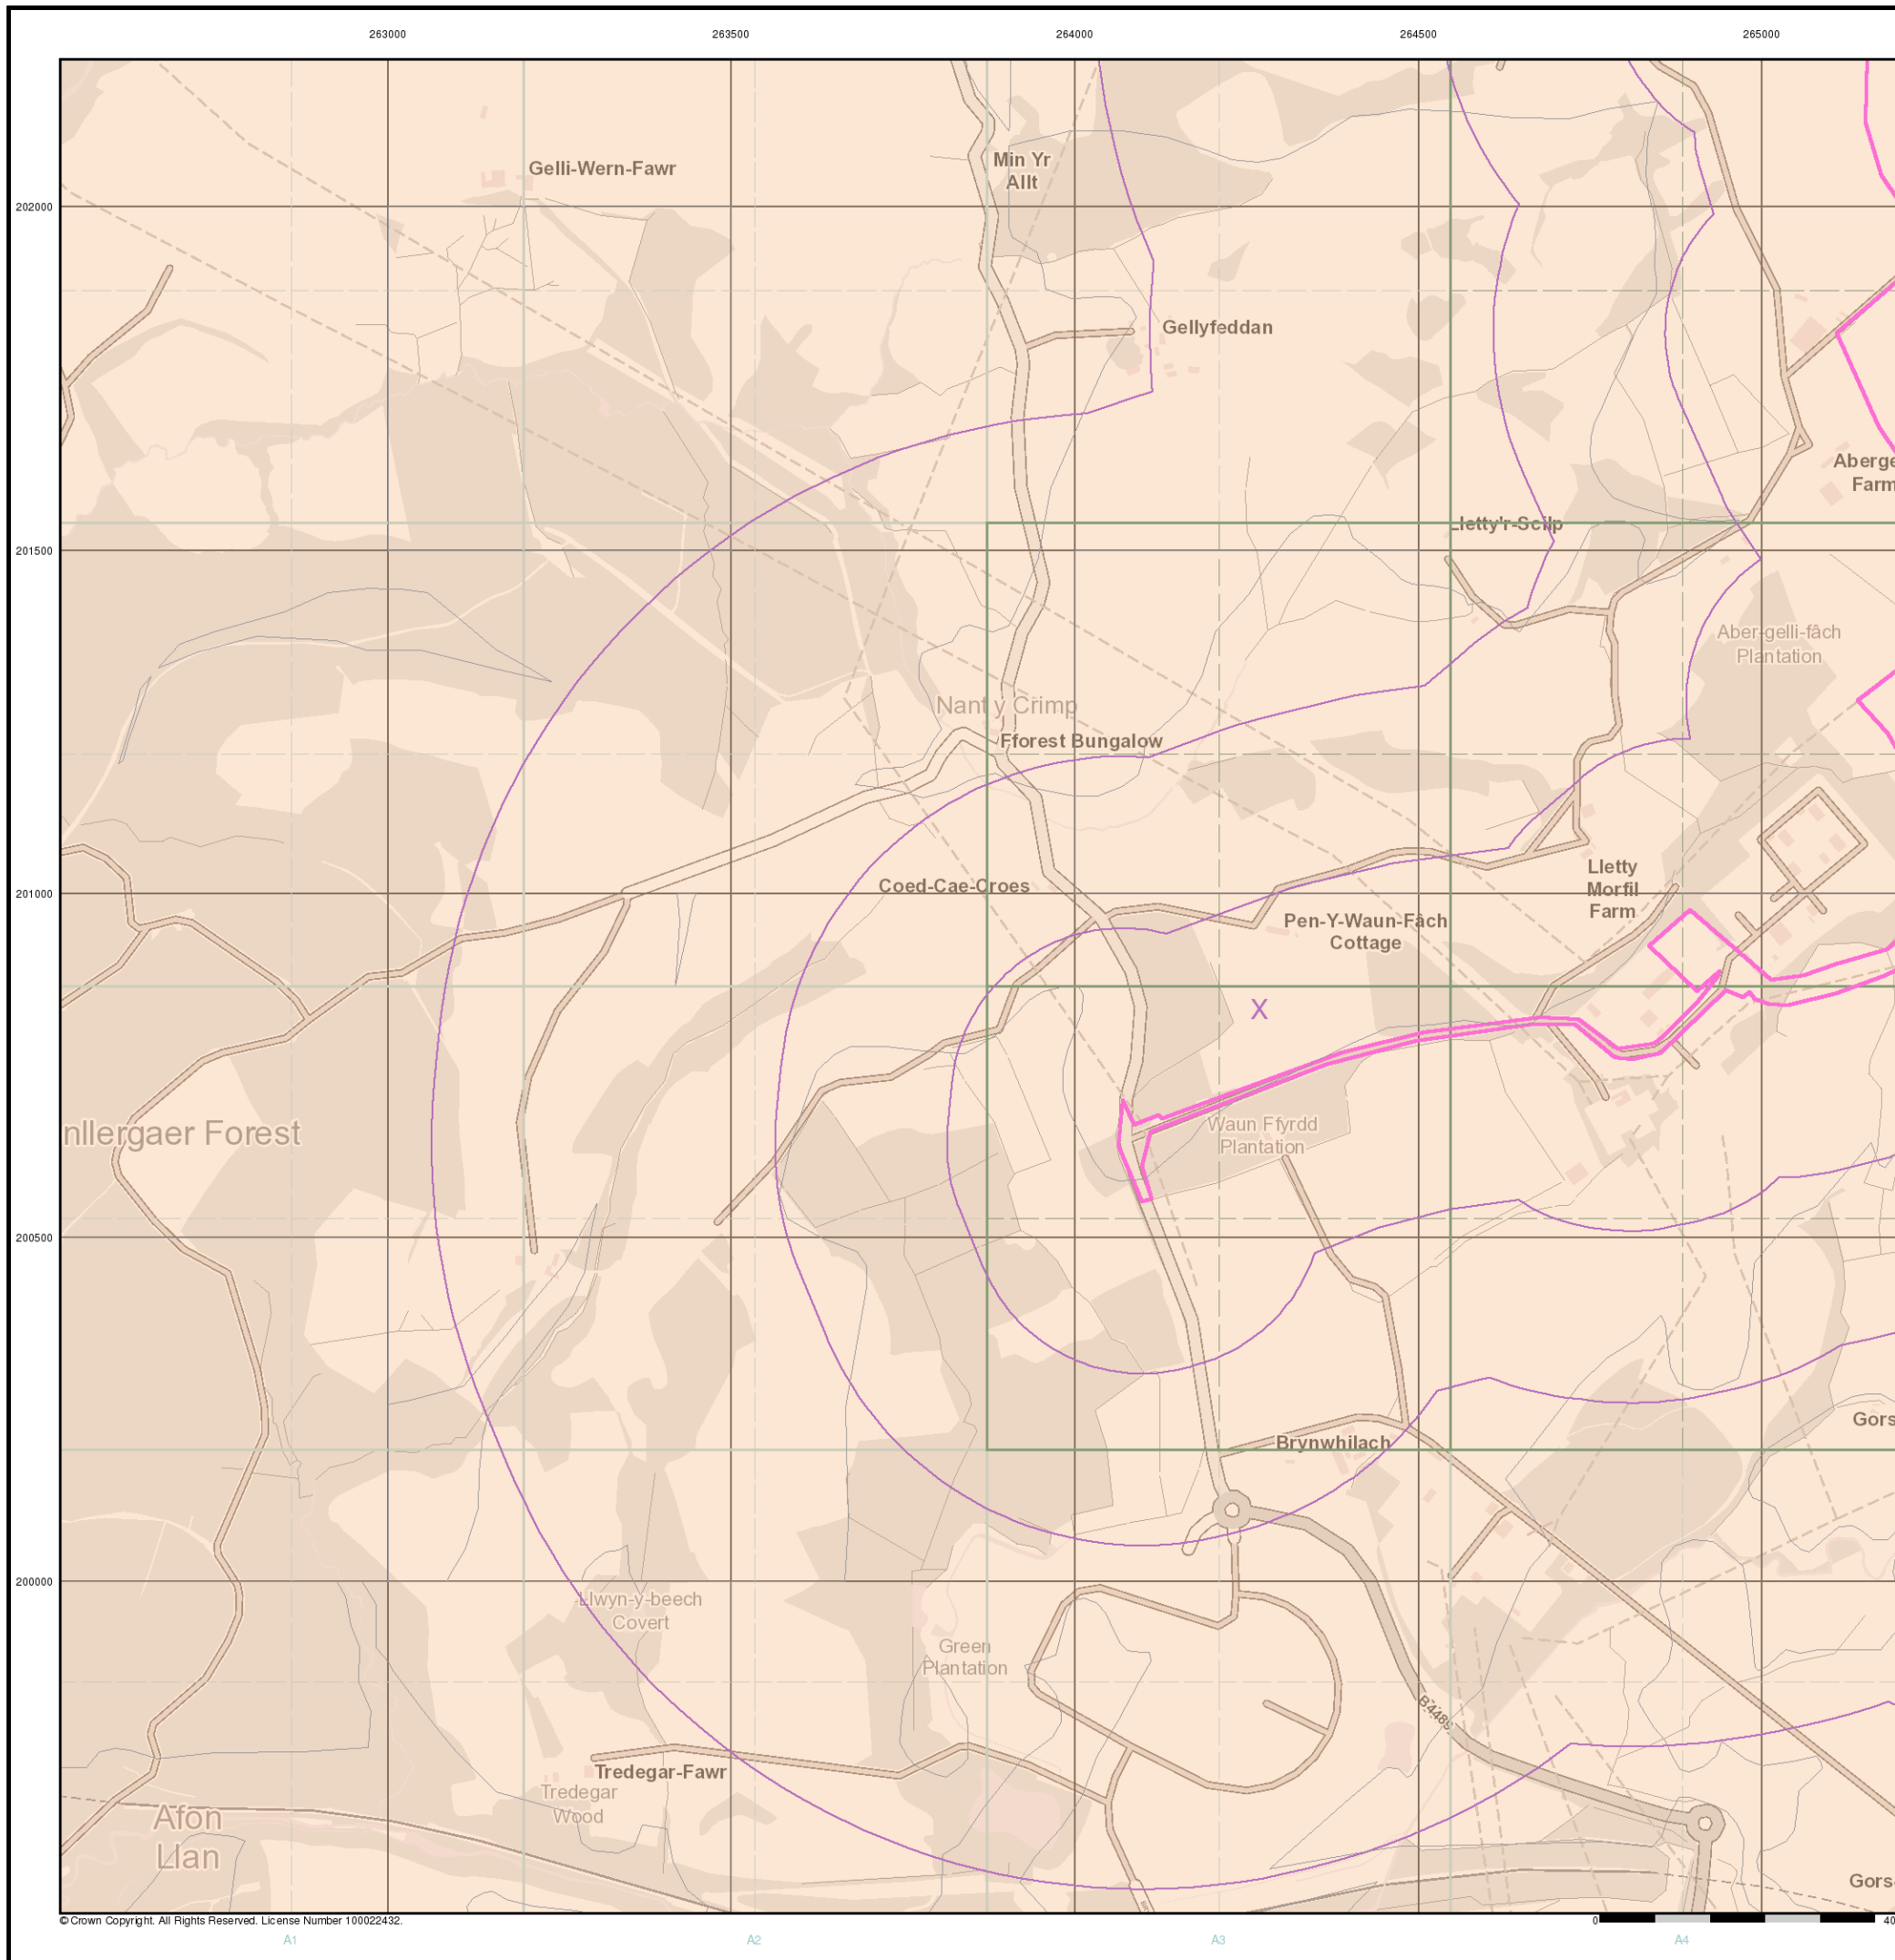 263000 263500 264000 264500 265000
Gelli-Wern-Fawr
Min Yr
Allt
202000
Gellyfeddan
Aberge
Farm
Lletty'r-Scilp
201500
Aber-gelli-fâch
Plantation
Nant y Crimp
Fforest Bungalow
Coed-Cae-Croes
201000
Lletty
Morfil
Farm
Pen-Y-Waun-Fâch
Cottage
X
nllergaer Forest
Waun Ffyrdd
Plantation
200500
Gors
Brynwhilach
200000
Llwyn-y-beech
Covert
Green
Plantation
B4489
Tredegar-Fawr
Tredegar
Wood
Afon
Llan
Gors-
© Crown Copyright. All Rights Reserved. License Number 100022432.
0 40
A1 A2 A3 A4